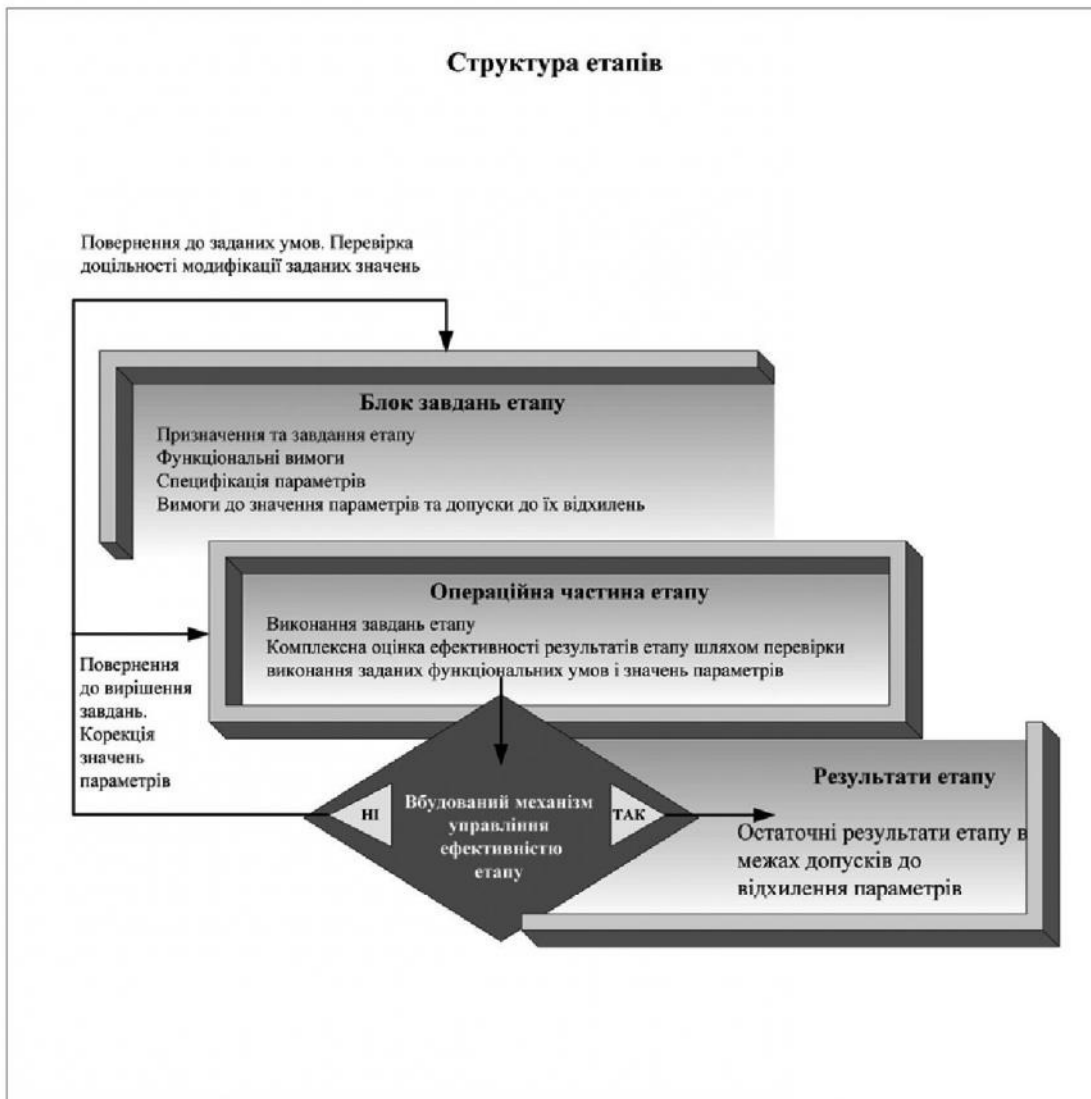 Структура етапів
Повернення до заданих умов. Перевірка
доцільності модифікації заданих значень
Блок завдань етапу
Призначення та завдання етапу
Функціональні вимоги
Специфікація параметрів
Вимоги до значення параметрів та допуски до їх відхилень
Операційна частина етапу
Виконання завдань етапу
Комплексна оцінка ефективності результатів етапу шляхом перевірки
виконання заданих функціональних умов і значень параметрів
Повернення
до вирішення
завдань.
Корекція
значень
параметрів
НІ
Вбудований механізм
управління
ефективністю
етапу
ТАК
Результати етапу
Остаточні результати етапу в
межах допусків до
відхилення параметрів